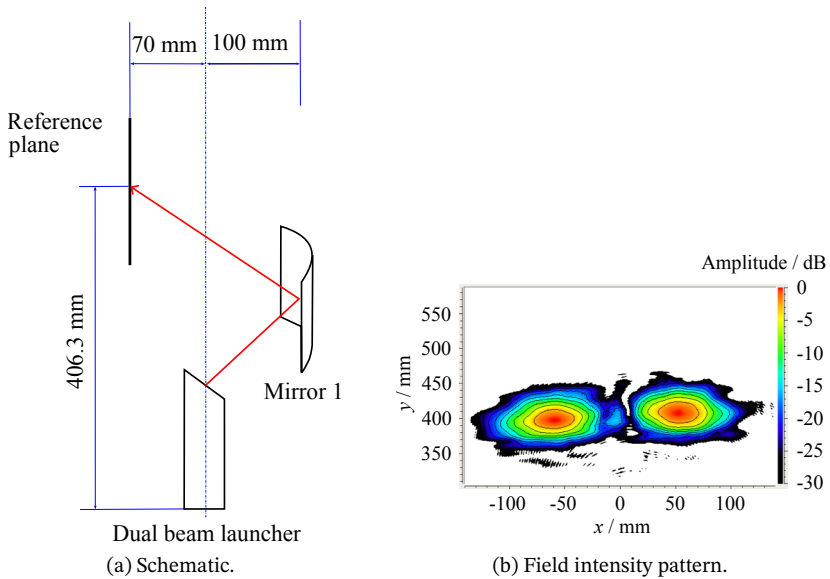 70 mm
100 mm
Reference
plane
406.3 mm
Mirror 1
Dual beam launcher
(a) Schematic.
Amplitude / dB
y / mm
550
500
450
400
350
-100
-50
0
50
100
x / mm
0
-5
-10
-15
-20
-25
-30
(b) Field intensity pattern.